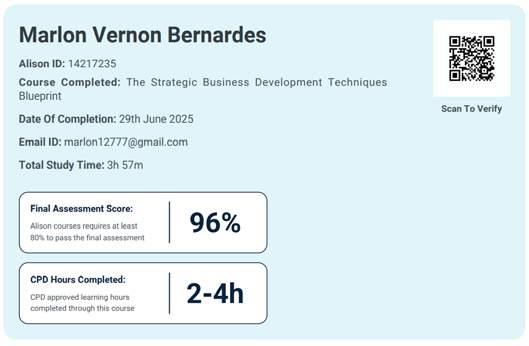 Marlon Vernon Bernardes
Alison ID: 14217235
Course Completed: The Strategic Business Development Techniques
Blueprint
Date Of Completion: 29th June 2025
Email ID: marlon12777@gmail.com
Total Study Time: 3h 57m
Scan To Verify
Final Assessment Score:
Alison courses requires at least
80% to pass the final assessment
96%
CPD Hours Completed:
CPD approved learning hours
completed through this course
2-4h